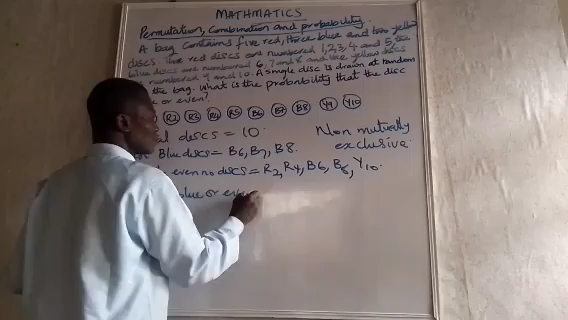 MATHMATICS
Permutation, Combination and probability.
A bag contains five red, three blue and two yellow
discs. The red discs are numbered 1,2,3,4 and 5, the
blue discs are numbered 6, 7 and 8 and the yellow discs
numbered 9 and 10. A single disc is drawn at random
the bag. What is the probability that the disc
or even?
R2 R3 R4 R5 B6 B7 B8 Y9 Y10
discs = 10. Non mutually
Blue discs = B6, B7, B8. exclusive.
even no discs = R2, R4, B6, B8, Y10.
blue or even